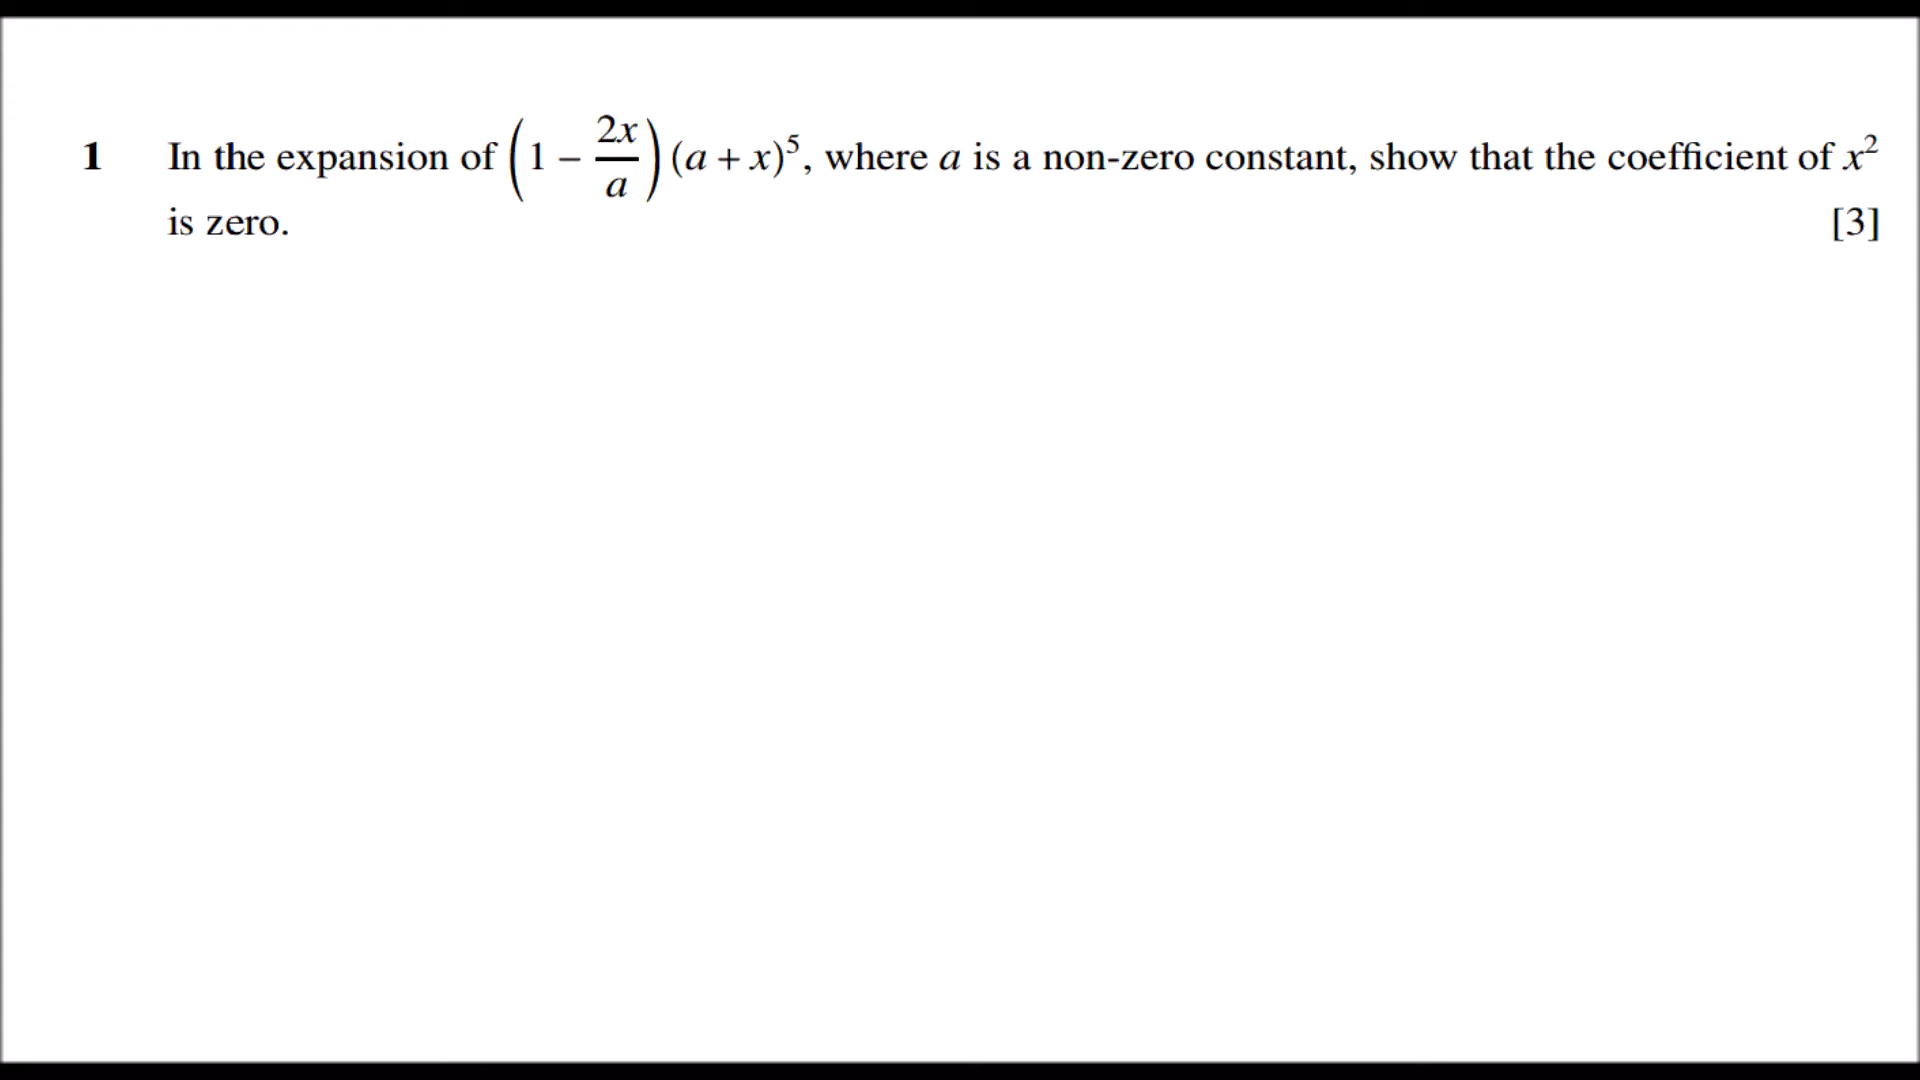 1 In the expansion of (1 − 2x/a)(a + x)⁵, where a is a non-zero constant, show that the coefficient of x²
is zero. [3]